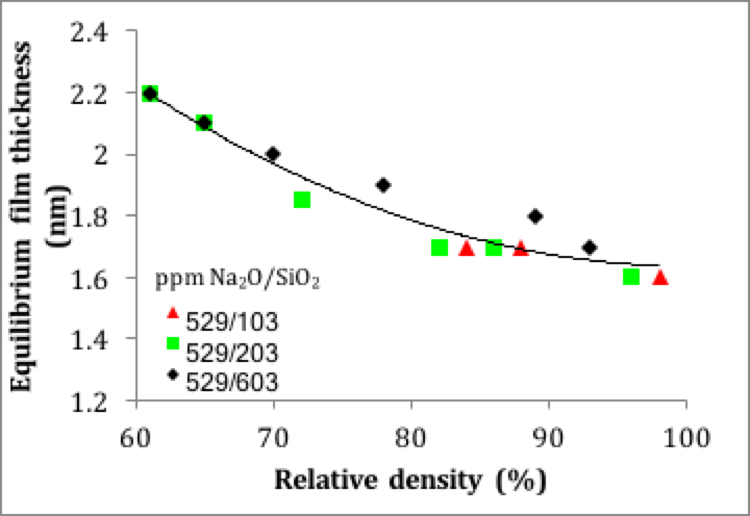 Equilibrium film thickness
(nm)
2.4
2.2
2
1.8
1.6
1.4
1.2
ppm Na₂O/SiO₂
529/103
529/203
529/603
60 70 80 90 100
Relative density (%)